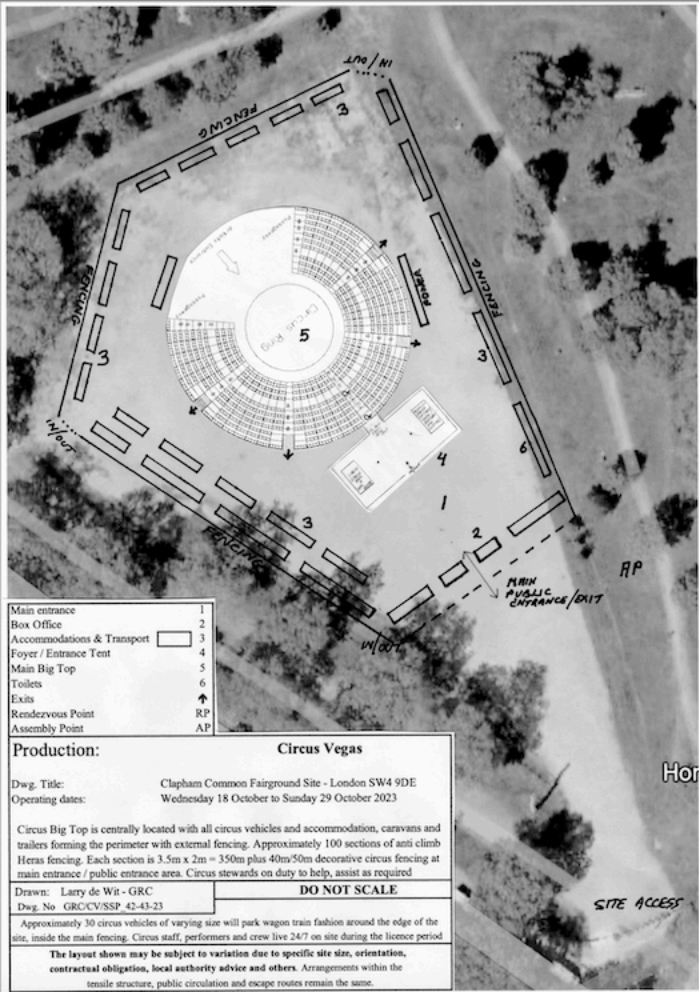 IN/OUT
FENCING
3
FENCING
Passageway
Artists Entrance
Passageway
POWER
FENCING
Circus Ring
5
3
3
IN/OUT
6
4
1
3
2
FENCING
AP
MAIN
PUBLIC
ENTRANCE/EXIT
IN/OUT
Main entrance 1
Box Office 2
Accommodations & Transport 3
Foyer / Entrance Tent 4
Main Big Top 5
Toilets 6
Exits ↑
Rendezvous Point RP
Assembly Point AP
Production: Circus Vegas
Dwg. Title: Clapham Common Fairground Site - London SW4 9DE
Operating dates: Wednesday 18 October to Sunday 29 October 2023
Circus Big Top is centrally located with all circus vehicles and accommodation, caravans and
trailers forming the perimeter with external fencing. Approximately 100 sections of anti climb
Heras fencing. Each section is 3.5m x 2m = 350m plus 40m/50m decorative circus fencing at
main entrance / public entrance area. Circus stewards on duty to help, assist as required
Drawn: Larry de Wit - GRC
DO NOT SCALE
Dwg. No GRC/CV/SSP_42-43-23
Approximately 30 circus vehicles of varying size will park wagon train fashion around the edge of the
site, inside the main fencing. Circus staff, performers and crew live 24/7 on site during the licence period
The layout shown may be subject to variation due to specific site size, orientation,
contractual obligation, local authority advice and others. Arrangements within the
tensile structure, public circulation and escape routes remain the same.
Hor
SITE ACCESS